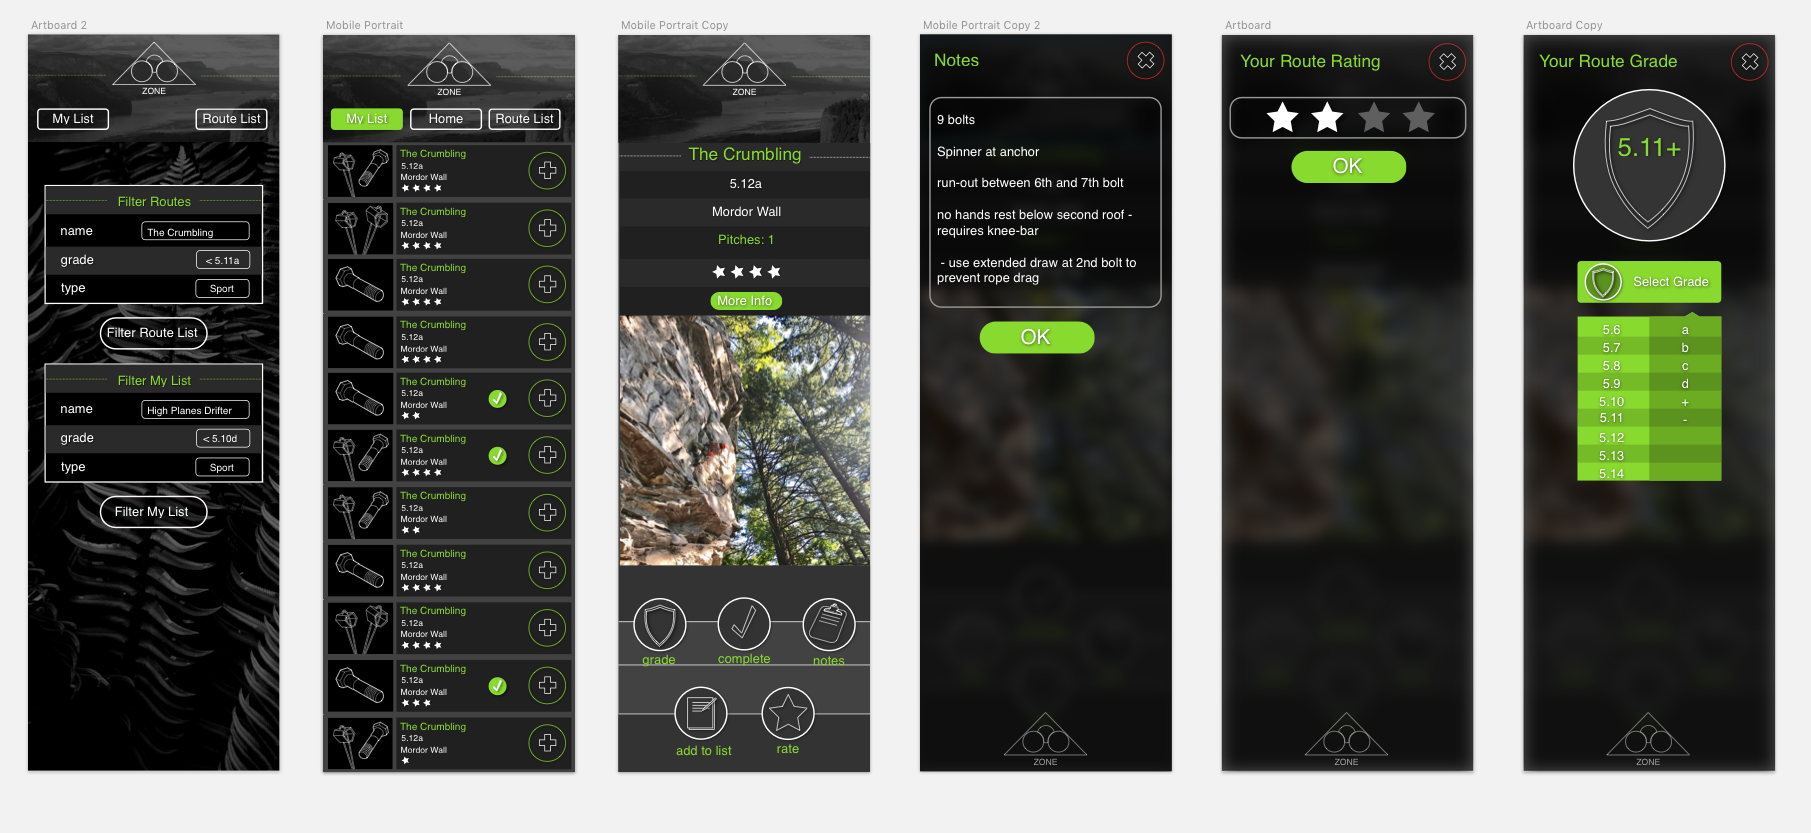 Artboard 2
ZONE
My List
Route List
Filter Routes
name
The Crumbling
grade
< 5.11a
type
Sport
Filter Route List
Filter My List
name
High Planes Drifter
grade
< 5.10d
type
Sport
Filter My List
Mobile Portrait
ZONE
My List
Home
Route List
The Crumbling
5.12a
Mordor Wall
The Crumbling
5.12a
Mordor Wall
The Crumbling
5.12a
Mordor Wall
The Crumbling
5.12a
Mordor Wall
The Crumbling
5.12a
Mordor Wall
The Crumbling
5.12a
Mordor Wall
The Crumbling
5.12a
Mordor Wall
The Crumbling
5.12a
Mordor Wall
The Crumbling
5.12a
Mordor Wall
The Crumbling
5.12a
Mordor Wall
The Crumbling
5.12a
Mordor Wall
Mobile Portrait Copy
ZONE
The Crumbling
5.12a
Mordor Wall
Pitches: 1
More Info
grade
complete
notes
add to list
rate
Mobile Portrait Copy 2
Notes
9 bolts
Spinner at anchor
run-out between 6th and 7th bolt
no hands rest below second roof -
requires knee-bar
- use extended draw at 2nd bolt to
prevent rope drag
OK
ZONE
Artboard
Your Route Rating
OK
ZONE
Artboard Copy
Your Route Grade
5.11+
Select Grade
5.6 a
5.7 b
5.8 c
5.9 d
5.10 +
5.11 -
5.12
5.13
5.14
ZONE